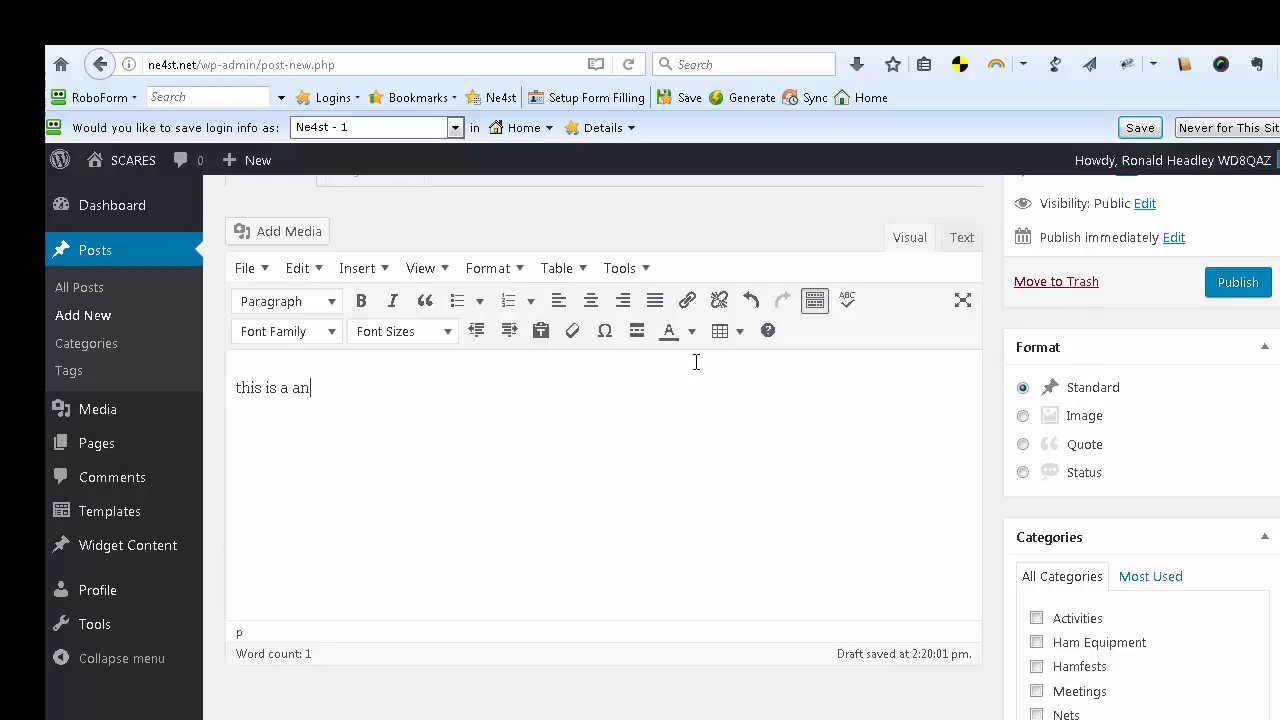 ne4st.net/wp-admin/post-new.php
Search
RoboForm
Search
Logins
Bookmarks
Ne4st
Setup Form Filling
Save
Generate
Sync
Home
Would you like to save login info as:
Ne4st - 1
in
Home
Details
Save
Never for This Sit
SCARES
0
New
Howdy, Ronald Headley WD8QAZ
Dashboard
Posts
All Posts
Add New
Categories
Tags
Media
Pages
Comments
Templates
Widget Content
Profile
Tools
Collapse menu
Add Media
Visual
Text
File
Edit
Insert
View
Format
Table
Tools
Paragraph
B
I
ABC
Font Family
Font Sizes
A
this is a an
p
Word count: 1
Draft saved at 2:20:01 pm.
Visibility: Public Edit
Publish immediately Edit
Move to Trash
Publish
Format
Standard
Image
Quote
Status
Categories
All Categories
Most Used
Activities
Ham Equipment
Hamfests
Meetings
Nets